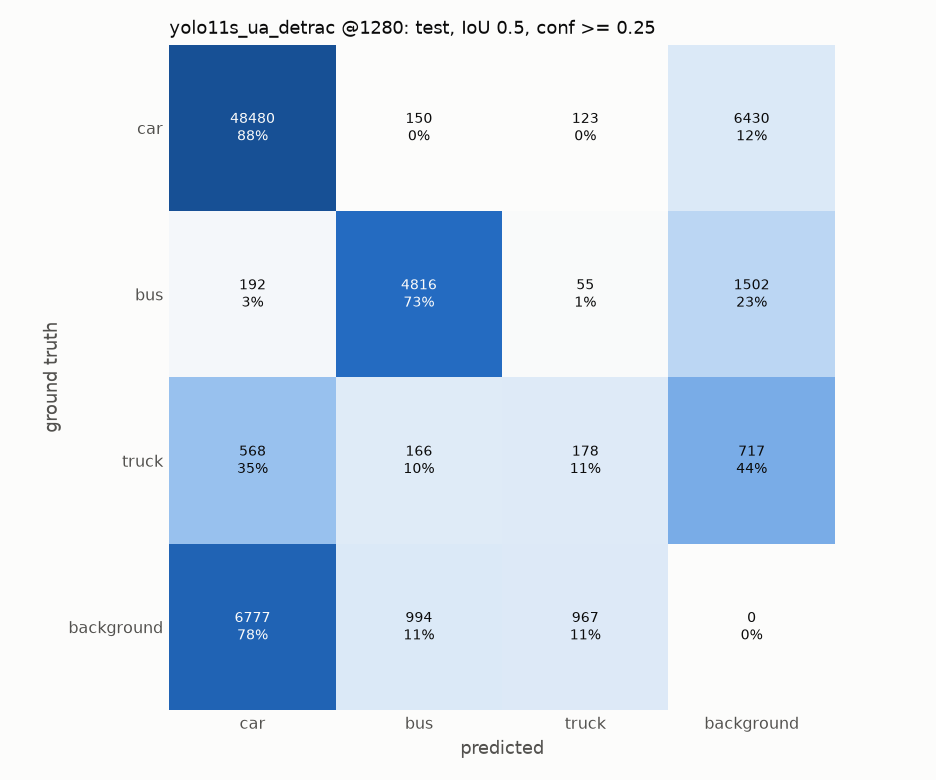 yolo11s_ua_detrac @1280: test, IoU 0.5, conf >= 0.25
ground truth
car
48480
88%
150
0%
123
0%
6430
12%
bus
192
3%
4816
73%
55
1%
1502
23%
truck
568
35%
166
10%
178
11%
717
44%
background
6777
78%
994
11%
967
11%
0
0%
car
bus
truck
background
predicted